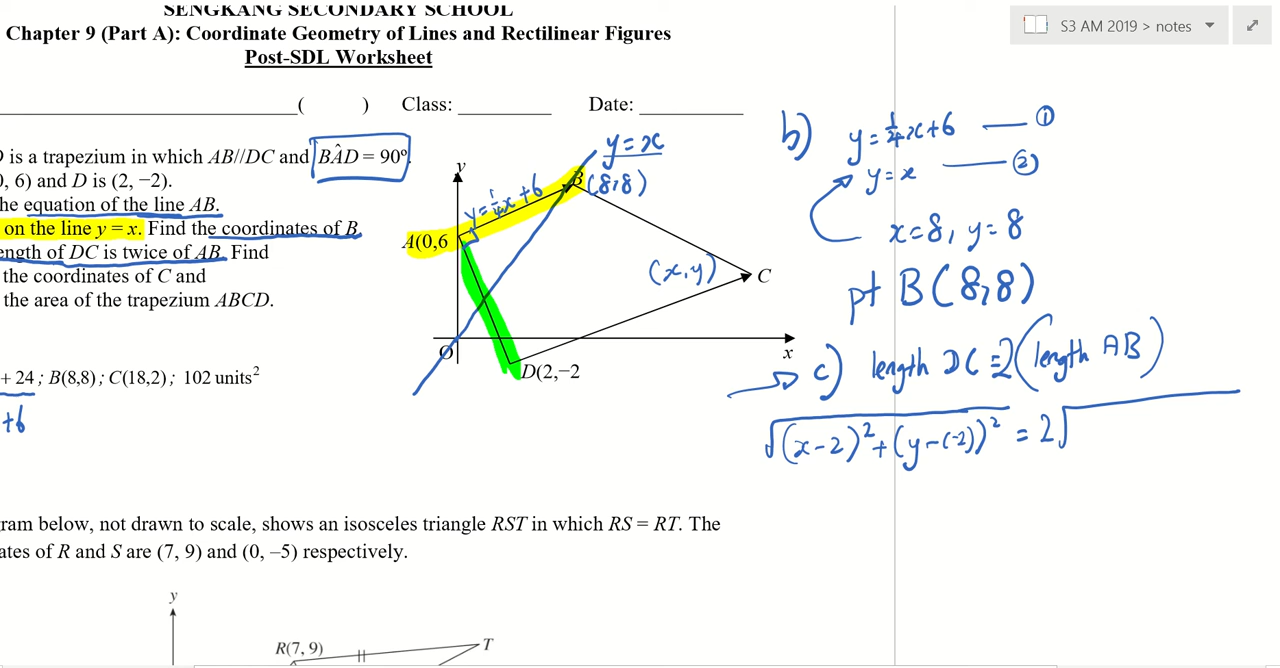 SENGKANG SECONDARY SCHOOL
S3 AM 2019 > notes
Chapter 9 (Part A): Coordinate Geometry of Lines and Rectilinear Figures
Post-SDL Worksheet
( ) Class: Date:
is a trapezium in which AB//DC and BÂD = 90º.
, 6) and D is (2, −2).
he equation of the line AB.
on the line y = x. Find the coordinates of B.
ength of DC is twice of AB. Find
the coordinates of C and
the area of the trapezium ABCD.
+ 24 ; B(8,8) ; C(18,2) ; 102 units²
+6
y
y=x
B
(8,8)
y=¼x+6
A(0,6
(x,y)
C
O
x
D(2,−2
b) y=¼x+6 — ①
y=x — ②
x=8, y=8
pt B(8,8)
c) length DC =2(length AB)
√(x-2)²+(y-(-2))² = 2√
ram below, not drawn to scale, shows an isosceles triangle RST in which RS = RT. The
ates of R and S are (7, 9) and (0, −5) respectively.
y
R(7, 9)
T